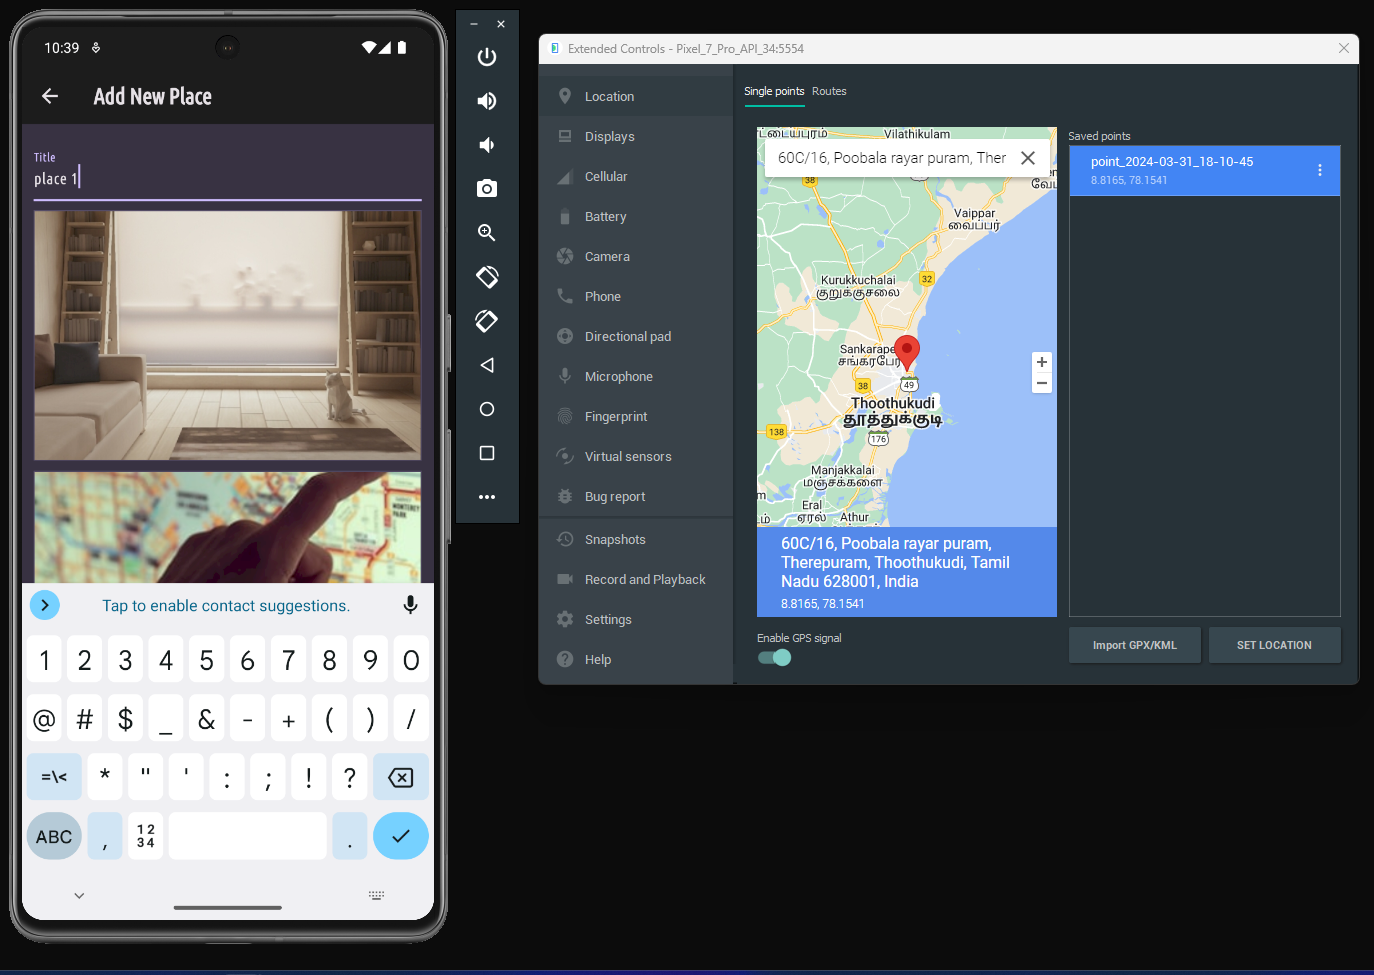 10:39
Add New Place
Title
place 1
MONTEREY
PARK
Tap to enable contact suggestions.
1 2 3 4 5 6 7 8 9 0
@ # $ _ & - + ( ) /
=\< * " ' : ; ! ?
ABC , 12 34 .
Extended Controls - Pixel_7_Pro_API_34:5554
Location
Displays
Cellular
Battery
Camera
Phone
Directional pad
Microphone
Fingerprint
Virtual sensors
Bug report
Snapshots
Record and Playback
Settings
Help
Single points Routes
Vilathikulam
60C/16, Poobala rayar puram, Ther
38
Vaippar
வைப்பர்
Kurukkuchalai
குறுக்குசலை
32
Sankarape
சங்கரபேர
49
38
Thoothukudi
தூத்துக்குடி
138
176
Manjakkalai
மஞ்சக்களை
Eral
ஏரல்
Athur
ஆத்தூர்
+
−
60C/16, Poobala rayar puram,
Therepuram, Thoothukudi, Tamil
Nadu 628001, India
8.8165, 78.1541
Enable GPS signal
Saved points
point_2024-03-31_18-10-45
8.8165, 78.1541
Import GPX/KML
SET LOCATION